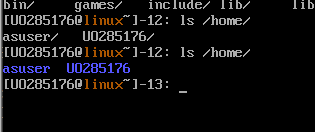 bin/ games/ include/ lib/ lib
[UO285176@linux*]-12: ls /home/
asuser/ UO285176/
[UO285176@linux*]-12: ls /home/
asuser UO285176
[UO285176@linux*]-13: _